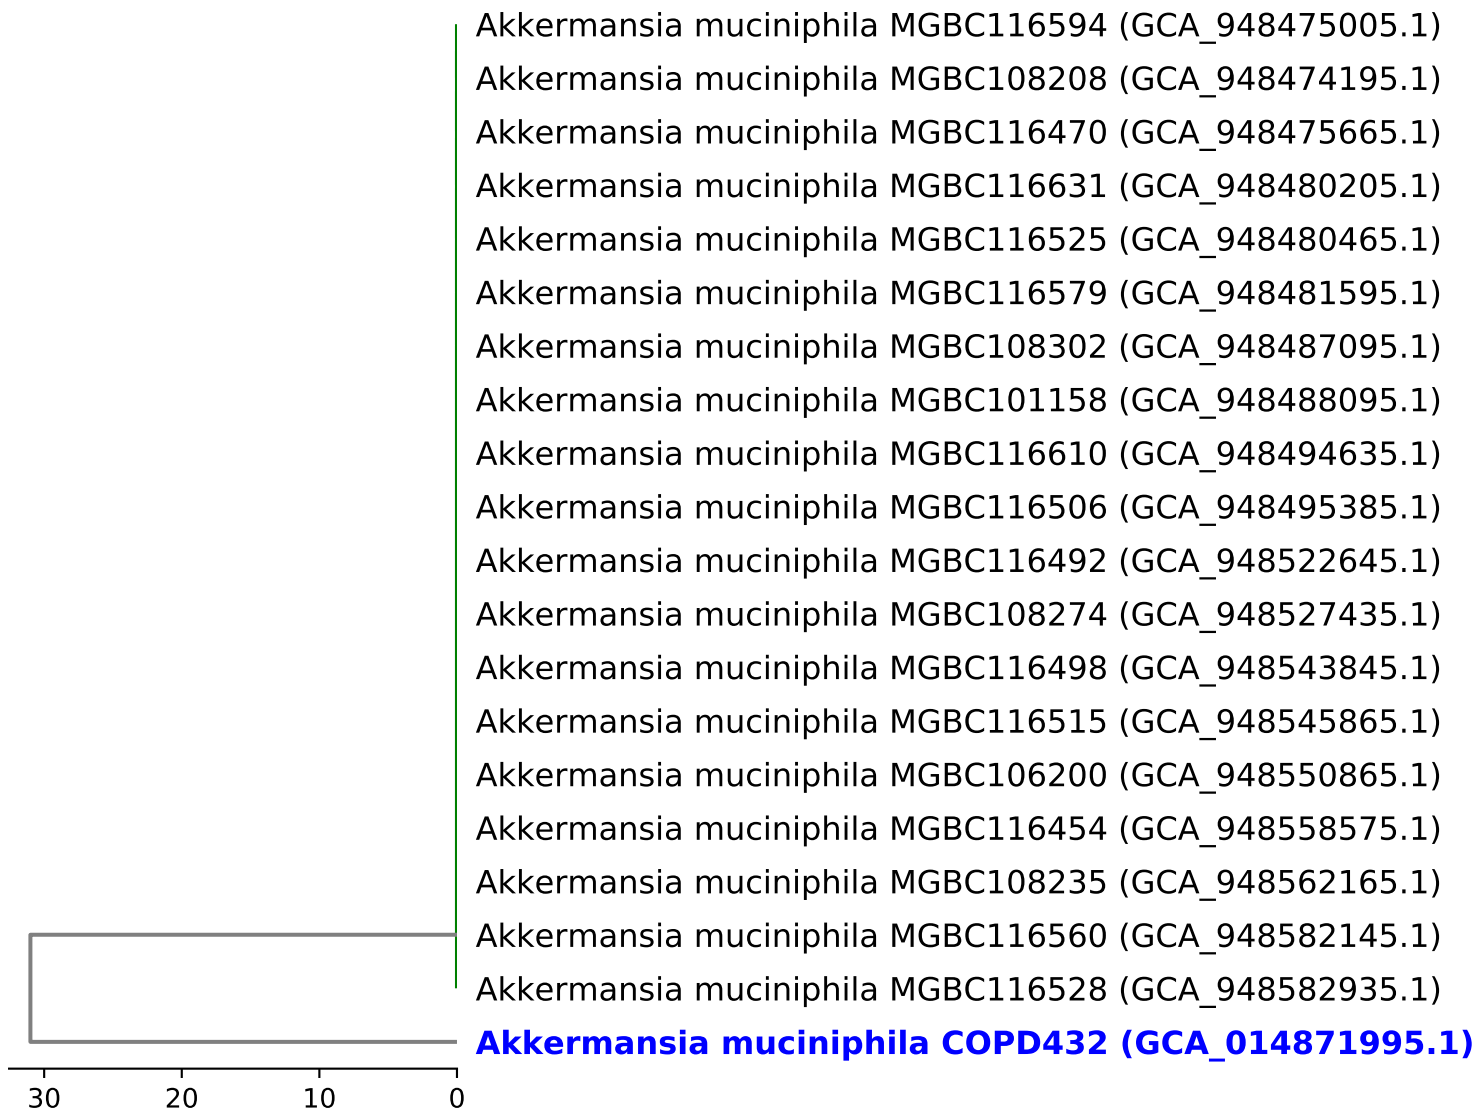 Akkermansia muciniphila MGBC116594 (GCA_948475005.1)
Akkermansia muciniphila MGBC108208 (GCA_948474195.1)
Akkermansia muciniphila MGBC116470 (GCA_948475665.1)
Akkermansia muciniphila MGBC116631 (GCA_948480205.1)
Akkermansia muciniphila MGBC116525 (GCA_948480465.1)
Akkermansia muciniphila MGBC116579 (GCA_948481595.1)
Akkermansia muciniphila MGBC108302 (GCA_948487095.1)
Akkermansia muciniphila MGBC101158 (GCA_948488095.1)
Akkermansia muciniphila MGBC116610 (GCA_948494635.1)
Akkermansia muciniphila MGBC116506 (GCA_948495385.1)
Akkermansia muciniphila MGBC116492 (GCA_948522645.1)
Akkermansia muciniphila MGBC108274 (GCA_948527435.1)
Akkermansia muciniphila MGBC116498 (GCA_948543845.1)
Akkermansia muciniphila MGBC116515 (GCA_948545865.1)
Akkermansia muciniphila MGBC106200 (GCA_948550865.1)
Akkermansia muciniphila MGBC116454 (GCA_948558575.1)
Akkermansia muciniphila MGBC108235 (GCA_948562165.1)
Akkermansia muciniphila MGBC116560 (GCA_948582145.1)
Akkermansia muciniphila MGBC116528 (GCA_948582935.1)
Akkermansia muciniphila COPD432 (GCA_014871995.1)
30 20 10 0